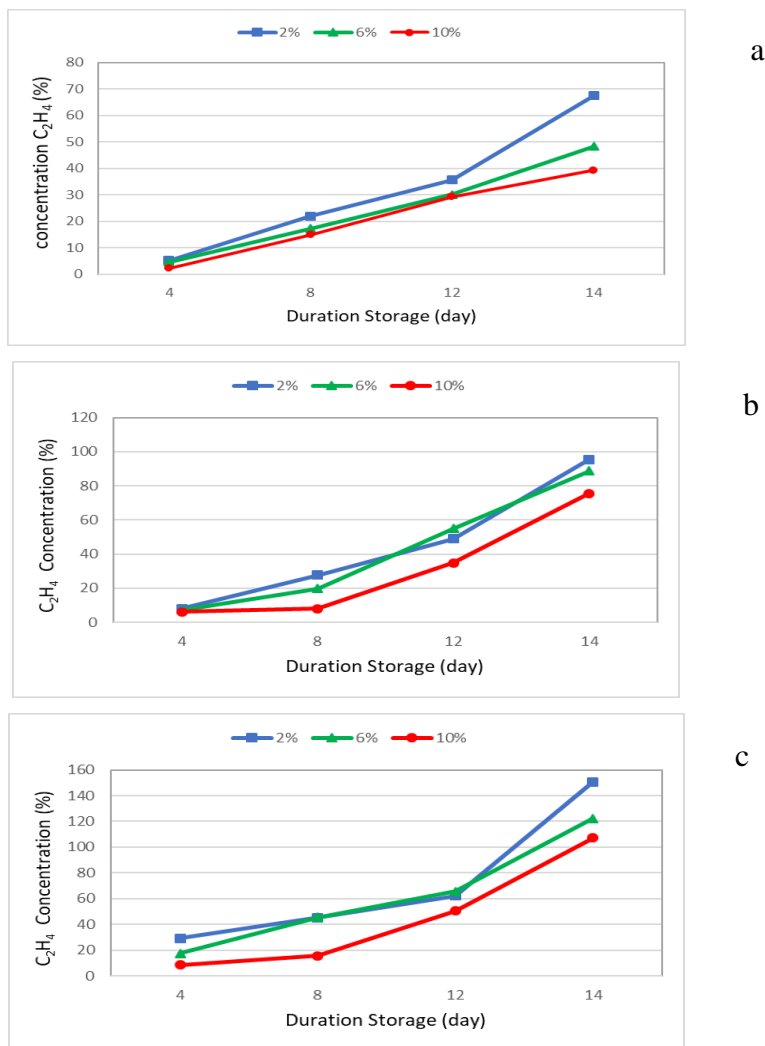 2% 6% 10%
a
80
70
60
50
40
30
20
10
0
concentration C₂H₄ (%)
4 8 12 14
Duration Storage (day)
2% 6% 10%
b
120
100
80
60
40
20
0
C₂H₄ Concentration (%)
4 8 12 14
Duration Storage (day)
2% 6% 10%
c
160
140
120
100
80
60
40
20
0
C₂H₄ Concentration (%)
4 8 12 14
Duration Storage (day)